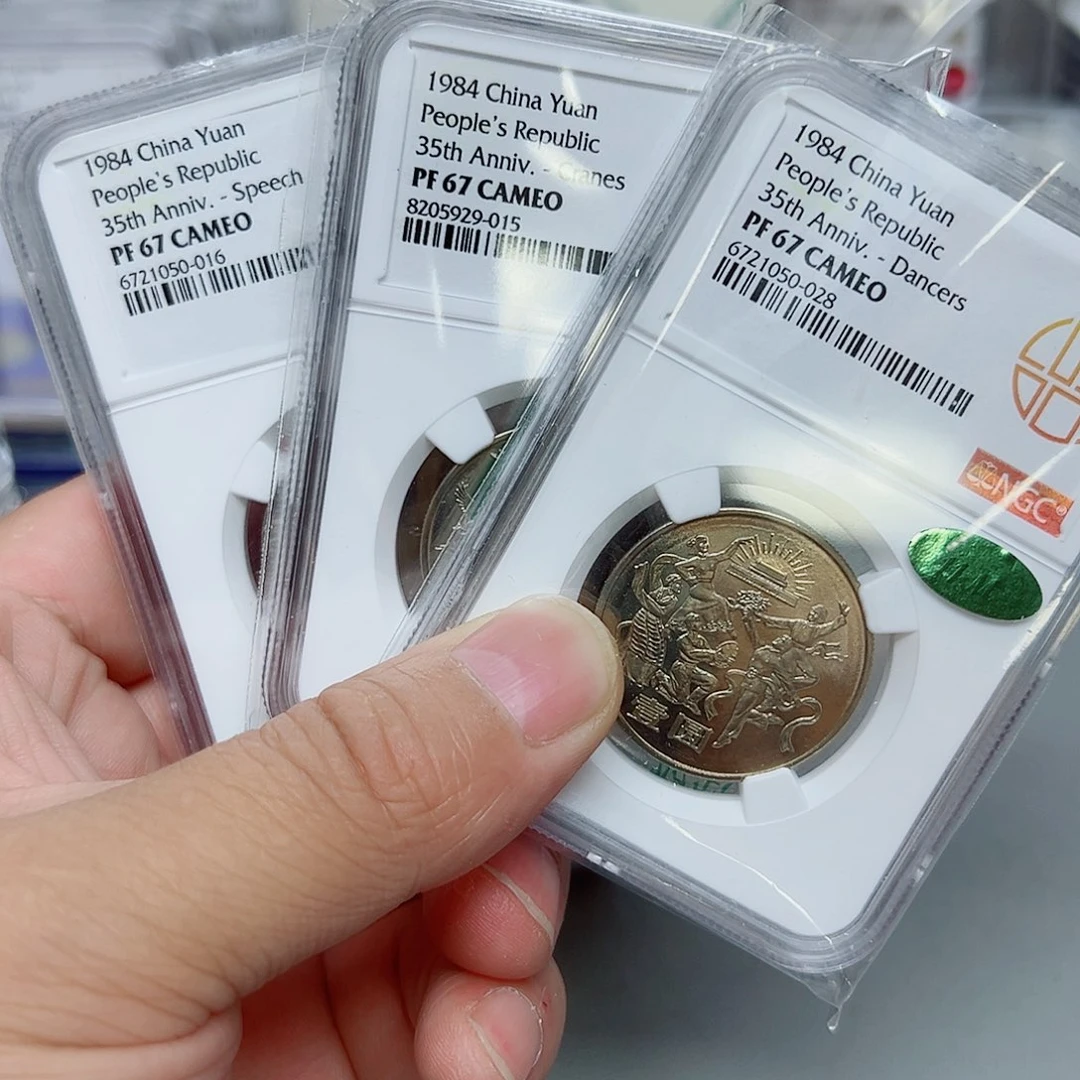 1984 China Yuan
People's Republic
35th Anniv. - Speech
PF 67 CAMEO
6721050-016
1984 China Yuan
People's Republic
35th Anniv. - Cranes
PF 67 CAMEO
8205929-015
1984 China Yuan
People's Republic
35th Anniv. - Dancers
PF 67 CAMEO
6721050-028
NGC®
壹圆